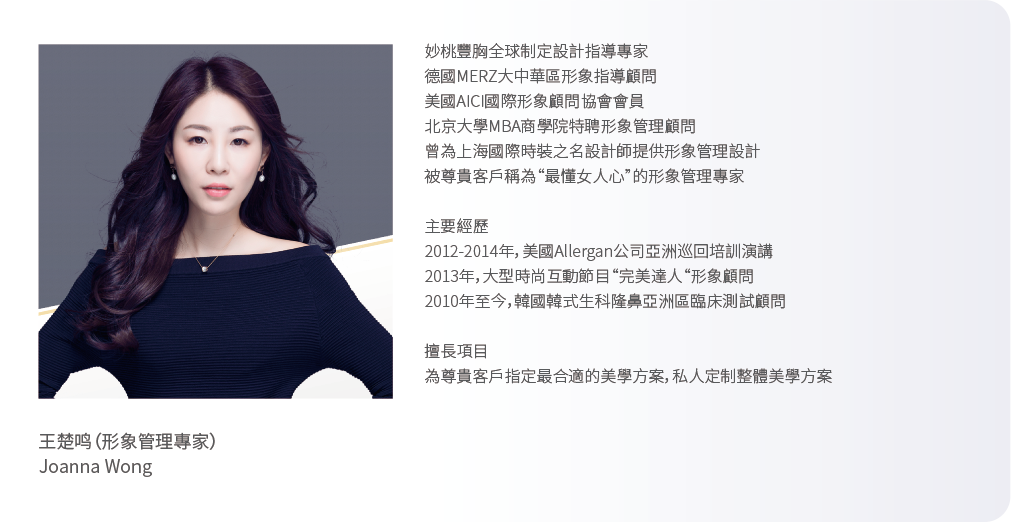 妙桃豐胸全球制定設計指導專家
德國MERZ大中華區形象指導顧問
美國AICI國際形象顧問協會會員
北京大學MBA商學院特聘形象管理顧問
曾為上海國際時裝之名設計師提供形象管理設計
被尊貴客戶稱為“最懂女人心”的形象管理專家
主要經歷
2012-2014年，美國Allergan公司亞洲巡回培訓演講
2013年，大型時尚互動節目“完美達人“形象顧問
2010年至今，韓國韓式生科隆鼻亞洲區臨床測試顧問
擅長項目
為尊貴客戶指定最合適的美學方案，私人定制整體美學方案
王楚鸣（形象管理專家）
Joanna Wong